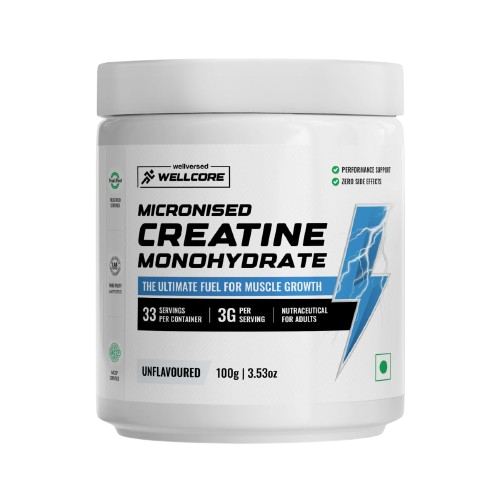 wellversed
WELLCORE
PERFORMANCE SUPPORT
ZERO SIDE EFFECTS
MICRONISED
CREATINE
MONOHYDRATE
THE ULTIMATE FUEL FOR MUSCLE GROWTH
33 SERVINGS PER CONTAINER
3G PER SERVING
NUTRACEUTICAL FOR ADULTS
UNFLAVOURED
100g | 3.53oz